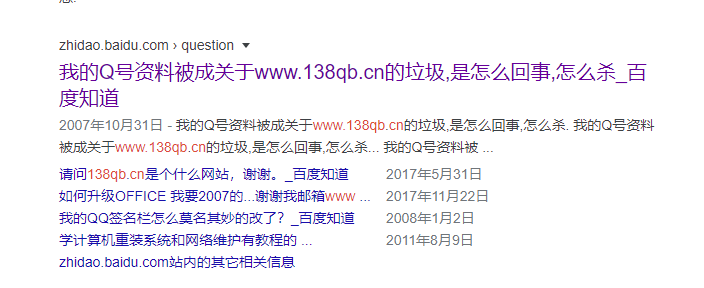 zhidao.baidu.com › question
我的Q号资料被成关于www.138qb.cn的垃圾,是怎么回事,怎么杀_百
度知道
2007年10月31日 - 我的Q号资料被成关于www.138qb.cn的垃圾,是怎么回事,怎么杀. 我的Q号资料被
成关于www.138qb.cn的垃圾,是怎么回事,怎么杀... 我的Q号资料被 ...
请问138qb.cn是个什么网站，谢谢。_百度知道 2017年5月31日
如何升级OFFICE 我要2007的...谢谢我邮箱www ... 2017年11月22日
我的QQ签名栏怎么莫名其妙的改了？_百度知道 2008年1月2日
学计算机重装系统和网络维护有教程的 ... 2011年8月9日
zhidao.baidu.com站内的其它相关信息